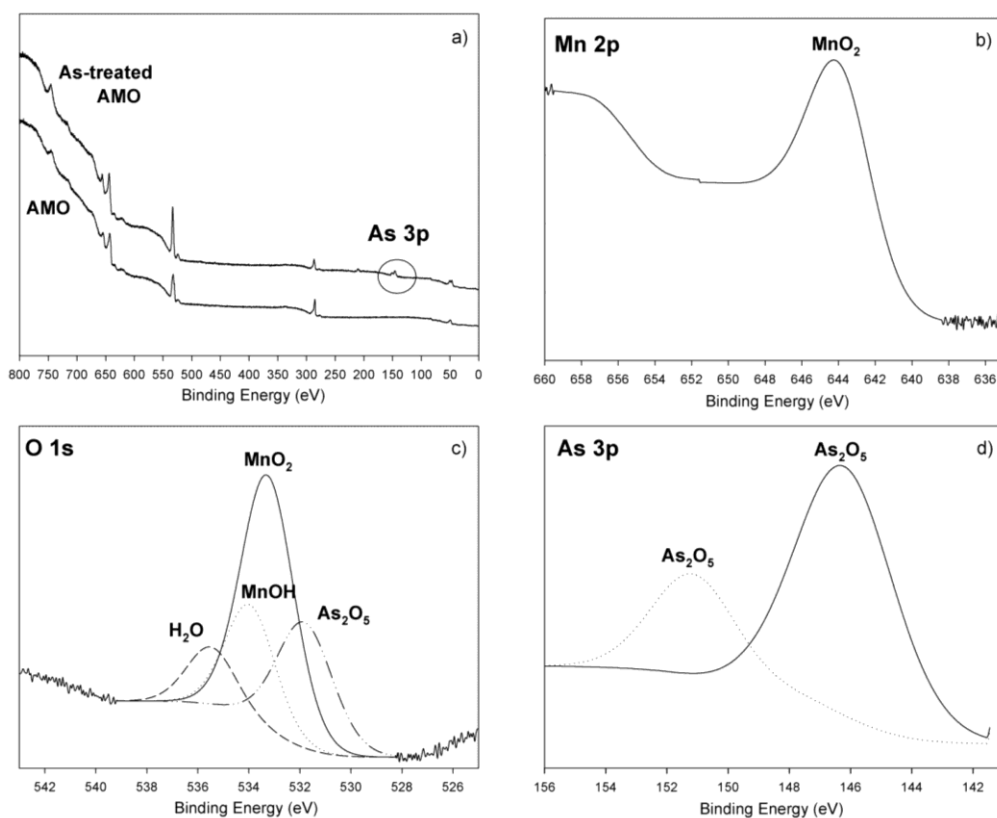 a)
As-treated
AMO
AMO
As 3p
800 750 700 650 600 550 500 450 400 350 300 250 200 150 100 50 0
Binding Energy (eV)
Mn 2p
b)
MnO₂
660 658 656 654 652 650 648 646 644 642 640 638 636
Binding Energy (eV)
O 1s
c)
MnO₂
MnOH
As₂O₅
H₂O
542 540 538 536 534 532 530 528 526
Binding Energy (eV)
As 3p
d)
As₂O₅
As₂O₅
156 154 152 150 148 146 144 142
Binding Energy (eV)